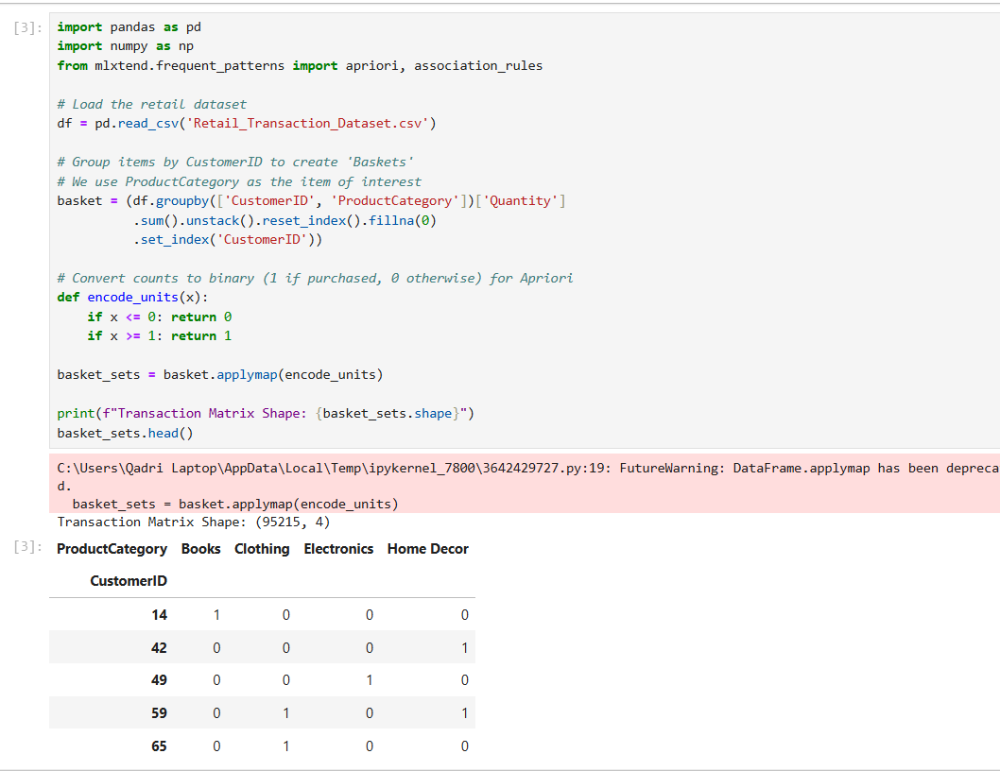 [3]: import pandas as pd
import numpy as np
from mlxtend.frequent_patterns import apriori, association_rules
# Load the retail dataset
df = pd.read_csv('Retail_Transaction_Dataset.csv')
# Group items by CustomerID to create 'Baskets'
# We use ProductCategory as the item of interest
basket = (df.groupby(['CustomerID', 'ProductCategory'])['Quantity']
.sum().unstack().reset_index().fillna(0)
.set_index('CustomerID'))
# Convert counts to binary (1 if purchased, 0 otherwise) for Apriori
def encode_units(x):
if x <= 0: return 0
if x >= 1: return 1
basket_sets = basket.applymap(encode_units)
print(f"Transaction Matrix Shape: {basket_sets.shape}")
basket_sets.head()
C:\Users\Qadri Laptop\AppData\Local\Temp\ipykernel_7800\3642429727.py:19: FutureWarning: DataFrame.applymap has been depreca
d.
basket_sets = basket.applymap(encode_units)
Transaction Matrix Shape: (95215, 4)
[3]: ProductCategory Books Clothing Electronics Home Decor
CustomerID
14 1 0 0 0
42 0 0 0 1
49 0 0 1 0
59 0 1 0 1
65 0 1 0 0